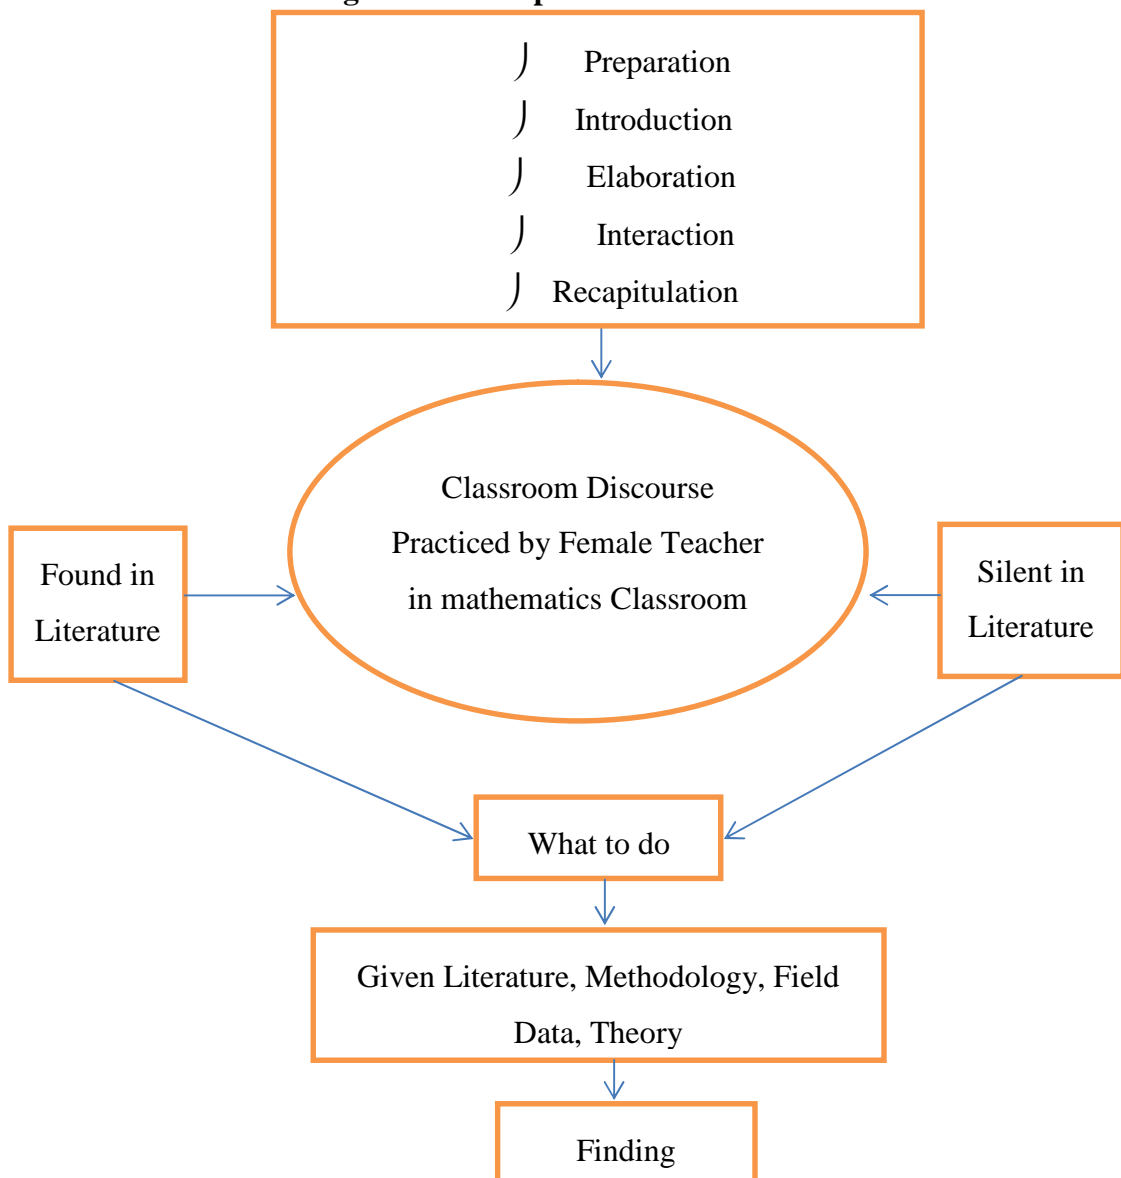 Preparation
Introduction
Elaboration
Interaction
Recapitulation
Classroom Discourse
Practiced by Female Teacher
in mathematics Classroom
Found in
Literature
Silent in
Literature
What to do
Given Literature, Methodology, Field
Data, Theory
Finding